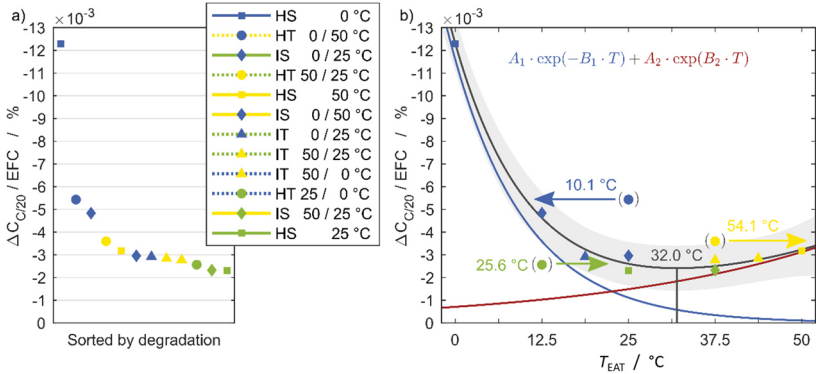 a)
×10⁻³
-13
-12
-11
-10
-9
-8
-7
-6
-5
-4
-3
-2
-1
0
ΔC_C/20 / EFC / %
Sorted by degradation
HS 0 °C
HT 0 / 50 °C
IS 0 / 25 °C
HT 50 / 25 °C
HS 50 °C
IS 0 / 50 °C
IT 0 / 25 °C
IT 50 / 25 °C
IT 50 / 0 °C
HT 25 / 0 °C
IS 50 / 25 °C
HS 25 °C
b)
×10⁻³
-13
-12
-11
-10
-9
-8
-7
-6
-5
-4
-3
-2
-1
0
ΔC_C/20 / EFC / %
A₁ · exp(−B₁ · T) + A₂ · exp(B₂ · T)
10.1 °C
54.1 °C
32.0 °C
25.6 °C
0
12.5
25
37.5
50
T_EAT / °C